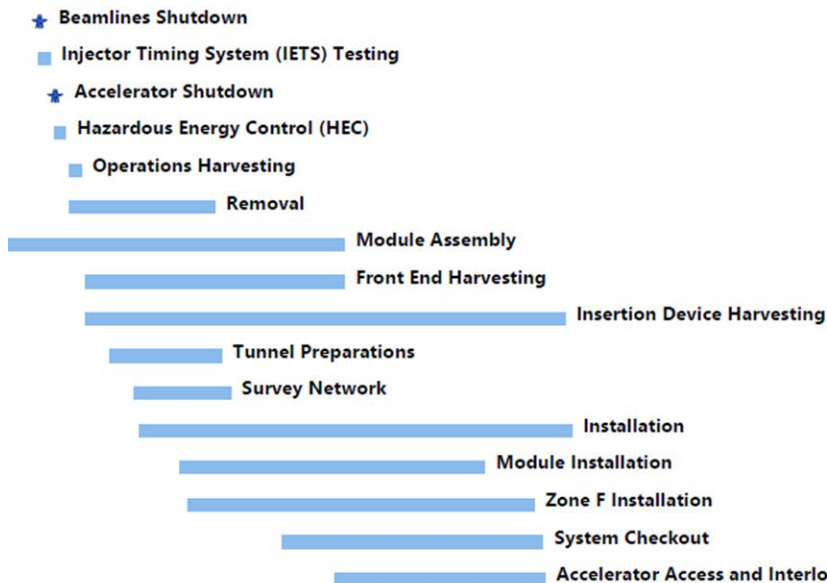 Beamlines Shutdown
Injector Timing System (IETS) Testing
Accelerator Shutdown
Hazardous Energy Control (HEC)
Operations Harvesting
Removal
Module Assembly
Front End Harvesting
Insertion Device Harvesting
Tunnel Preparations
Survey Network
Installation
Module Installation
Zone F Installation
System Checkout
Accelerator Access and Interlo